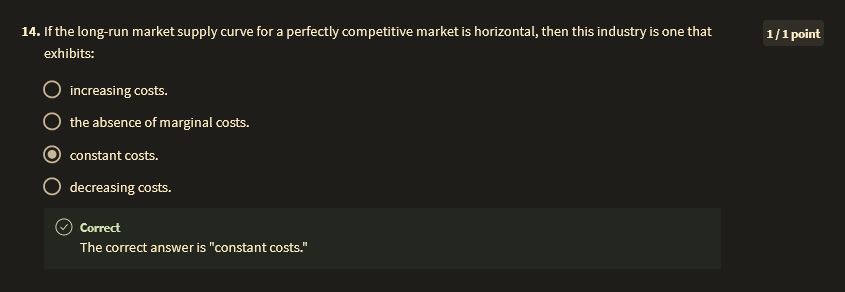 14. If the long-run market supply curve for a perfectly competitive market is horizontal, then this industry is one that
exhibits:
1 / 1 point
increasing costs.
the absence of marginal costs.
constant costs.
decreasing costs.
Correct
The correct answer is "constant costs."